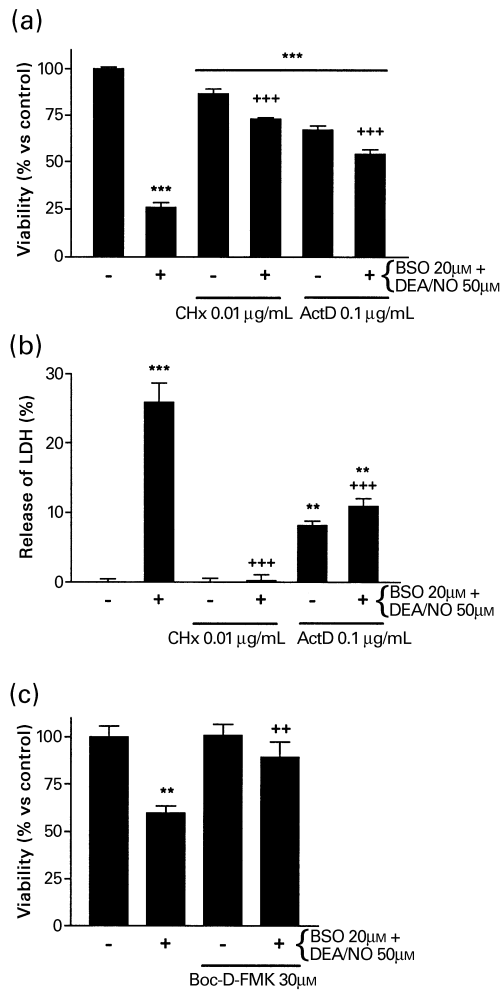 (a)
Viability (% vs control)
100
75
50
25
0
***
***
+++
+++
- + - + - +
BSO 20μM +
DEA/NO 50μM
CHx 0.01 μg/mL ActD 0.1 μg/mL
(b)
Release of LDH (%)
30
20
10
0
***
+++
**
**
+++
- + - + - +
BSO 20μM +
DEA/NO 50μM
CHx 0.01 μg/mL ActD 0.1 μg/mL
(c)
Viability (% vs control)
100
75
50
25
0
**
++
- + - +
BSO 20μM +
DEA/NO 50μM
Boc-D-FMK 30μM